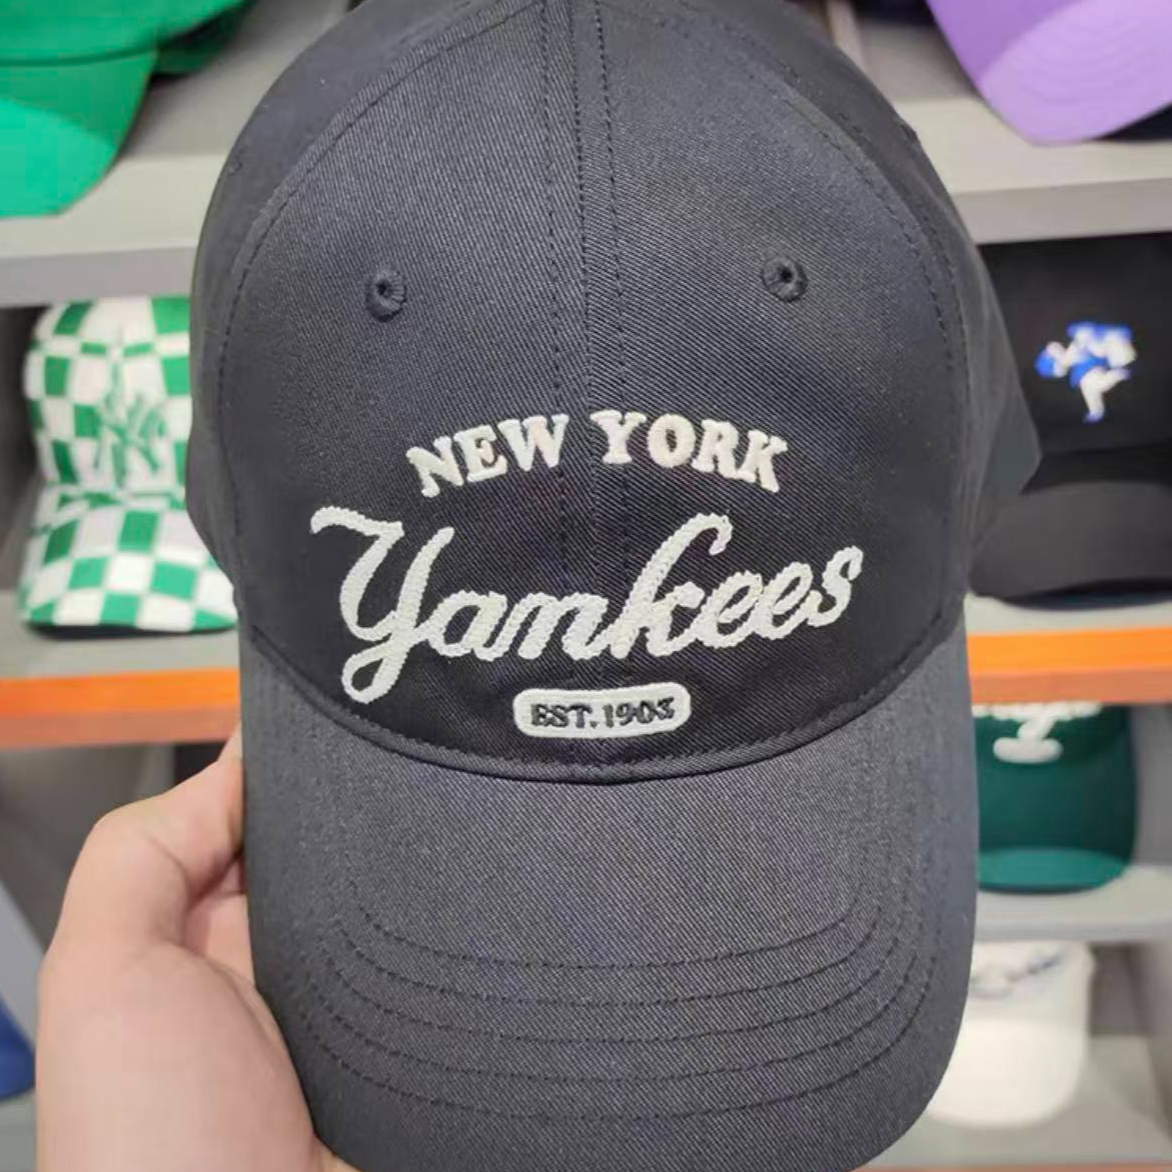 NEW YORK
Yankees
EST. 1903